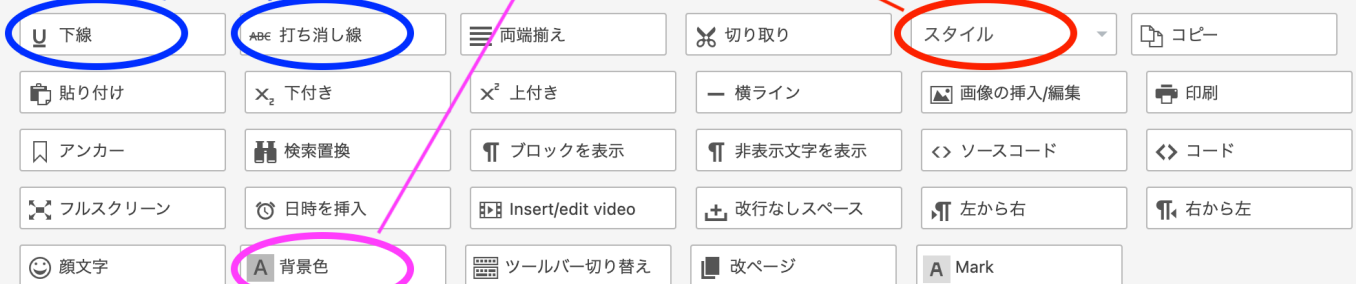 U 下線 ABC 打ち消し線 両端揃え 切り取り スタイル コピー
貼り付け X₂ 下付き X² 上付き 横ライン 画像の挿入/編集 印刷
アンカー 検索置換 ¶ ブロックを表示 ¶ 非表示文字を表示 <> ソースコード <> コード
フルスクリーン 日時を挿入 Insert/edit video 改行なしスペース ¶ 左から右 ¶ 右から左
顔文字 A 背景色 ツールバー切り替え 改ページ A Mark